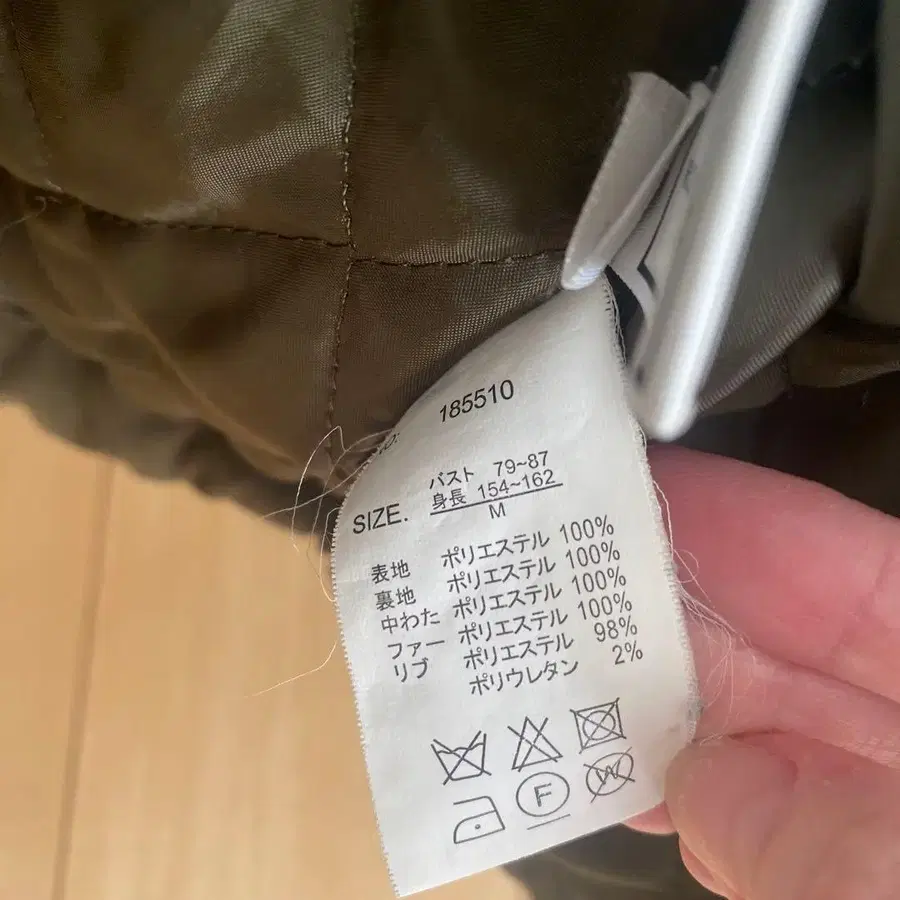 NO. 185510
バスト 79~87
身長 154~162
SIZE. M
表地 ポリエステル 100%
裏地 ポリエステル 100%
中わた ポリエステル 100%
ファー ポリエステル 100%
リブ ポリエステル 98%
ポリウレタン 2%
F
W